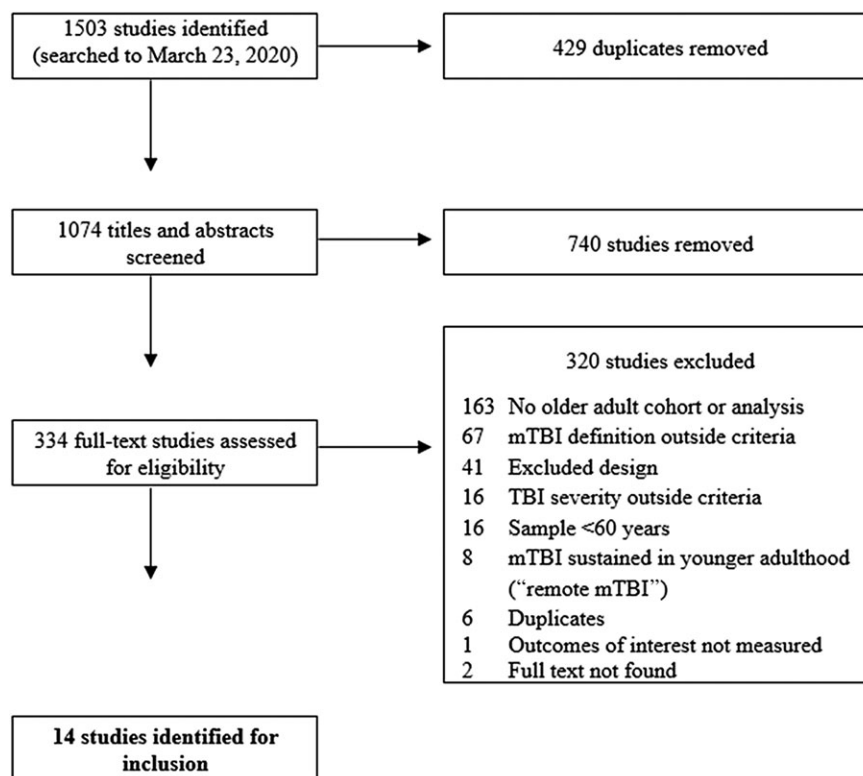 1503 studies identified
(searched to March 23, 2020)
429 duplicates removed
1074 titles and abstracts
screened
740 studies removed
334 full-text studies assessed
for eligibility
320 studies excluded
163 No older adult cohort or analysis
67 mTBI definition outside criteria
41 Excluded design
16 TBI severity outside criteria
16 Sample <60 years
8 mTBI sustained in younger adulthood
(“remote mTBI”)
6 Duplicates
1 Outcomes of interest not measured
2 Full text not found
14 studies identified for
inclusion